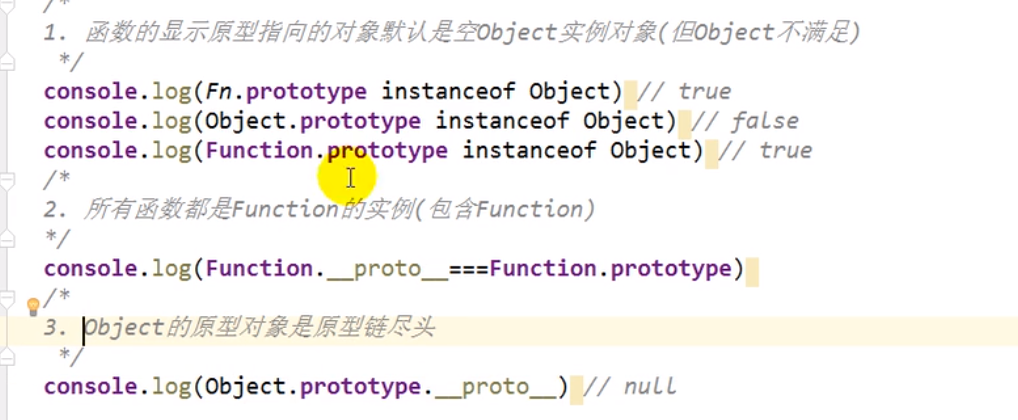 /*
1. 函数的显示原型指向的对象默认是空Object实例对象(但Object不满足)
*/
console.log(Fn.prototype instanceof Object) // true
console.log(Object.prototype instanceof Object) // false
console.log(Function.prototype instanceof Object) // true
/*
2. 所有函数都是Function的实例(包含Function)
*/
console.log(Function.__proto__===Function.prototype)
/*
3. Object的原型对象是原型链尽头
*/
console.log(Object.prototype.__proto__) // null